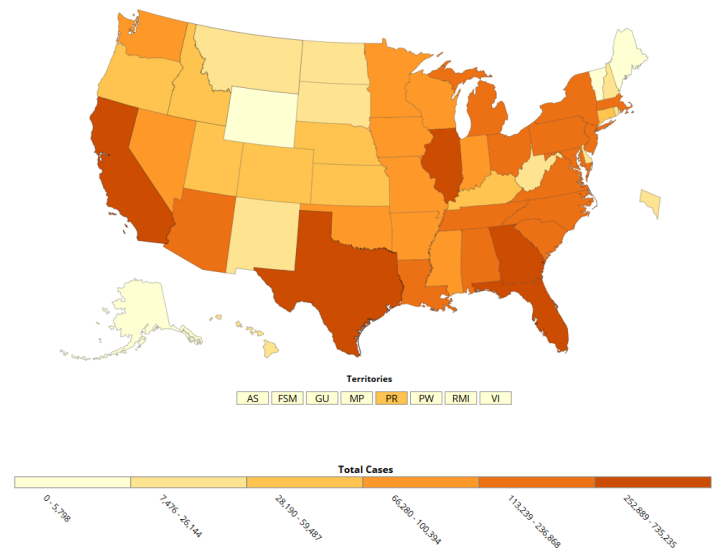 Territories
AS FSM GU MP PR PW RMI VI
Total Cases
0 - 5,798
7,476 - 26,144
28,190 - 59,487
66,280 - 100,394
113,239 - 236,868
252,889 - 735,235